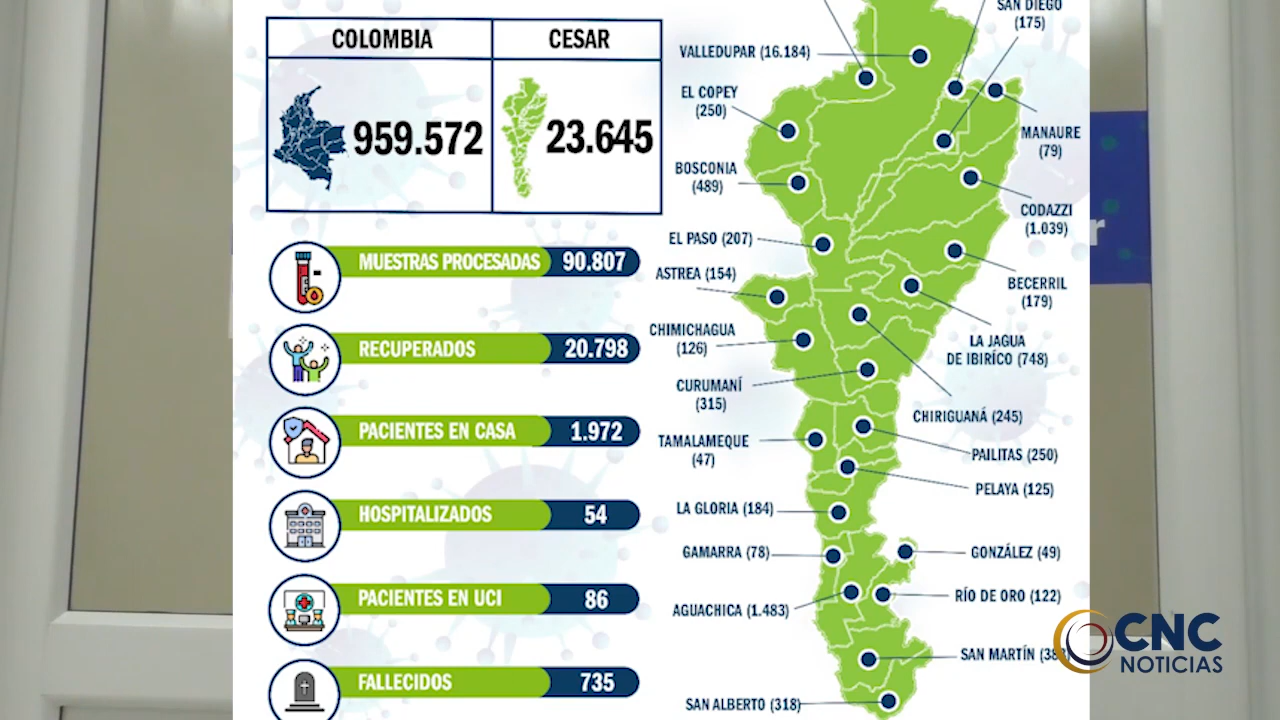 COLOMBIA
CESAR
959.572
23.645
MUESTRAS PROCESADAS 90.807
RECUPERADOS 20.798
PACIENTES EN CASA 1.972
HOSPITALIZADOS 54
PACIENTES EN UCI 86
FALLECIDOS 735
SAN DIEGO
(175)
VALLEDUPAR (16.184)
EL COPEY
(250)
MANAURE
(79)
BOSCONIA
(489)
CODAZZI
(1.039)
EL PASO (207)
ASTREA (154)
BECERRIL
(179)
CHIMICHAGUA
(126)
LA JAGUA
DE IBIRÍCO (748)
CURUMANÍ
(315)
CHIRIGUANÁ (245)
TAMALAMEQUE
(47)
PAILITAS (250)
PELAYA (125)
LA GLORIA (184)
GAMARRA (78)
GONZÁLEZ (49)
AGUACHICA (1.483)
RÍO DE ORO (122)
SAN MARTÍN
SAN ALBERTO (318)
CNC
NOTICIAS